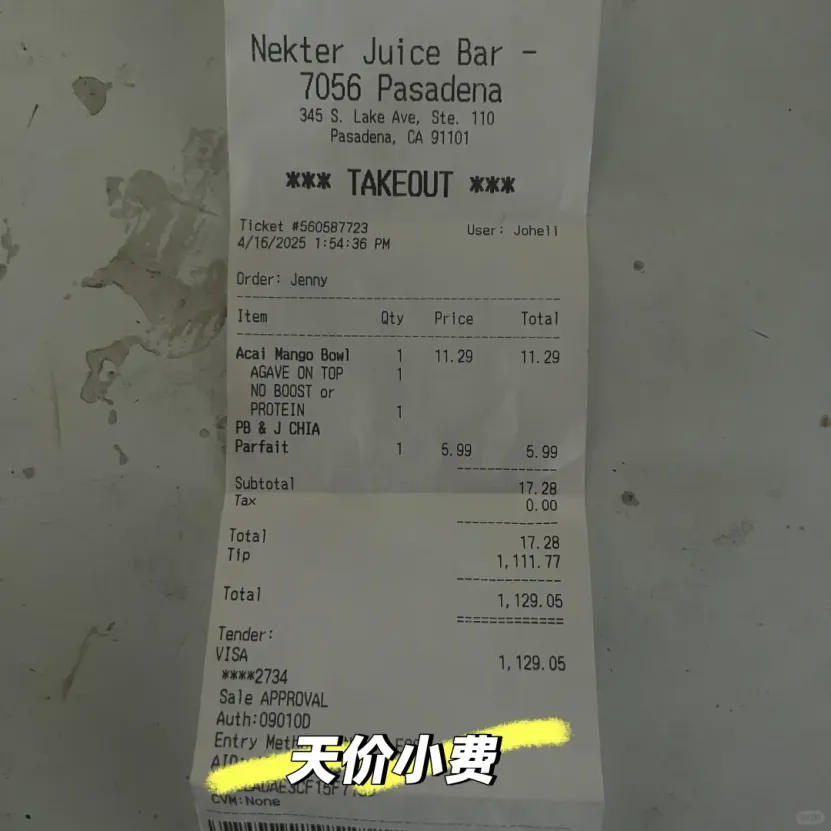 Nekter Juice Bar -
7056 Pasadena
345 S. Lake Ave, Ste. 110
Pasadena, CA 91101
*** TAKEOUT ***
Ticket #560587723 User: Johell
4/16/2025 1:54:36 PM
Order: Jenny
Item Qty Price Total
Acai Mango Bowl 1 11.29 11.29
AGAVE ON TOP 1
NO BOOST or
PROTEIN 1
PB & J CHIA
Parfait 1 5.99 5.99
Subtotal 17.28
Tax 0.00
Total 17.28
Tip 1,111.77
Total 1,129.05
Tender:
VISA 1,129.05
****2734
Sale APPROVAL
Auth:09010D
Entry
天价小费
CVM:None